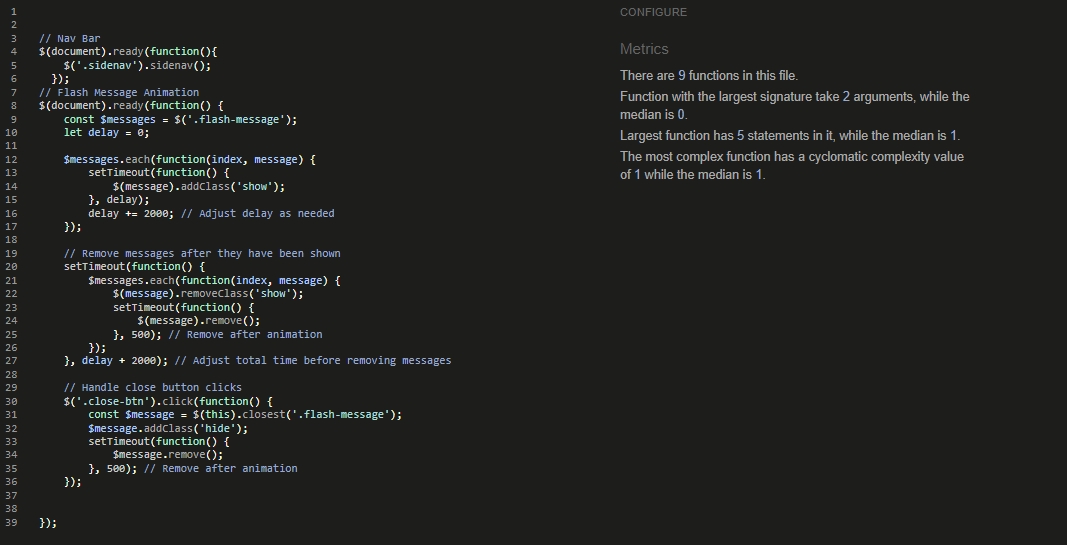 1
2
3 // Nav Bar
4 $(document).ready(function(){
5 $('.sidenav').sidenav();
6 });
7 // Flash Message Animation
8 $(document).ready(function() {
9 const $messages = $('.flash-message');
10 let delay = 0;
11
12 $messages.each(function(index, message) {
13 setTimeout(function() {
14 $(message).addClass('show');
15 }, delay);
16 delay += 2000; // Adjust delay as needed
17 });
18
19 // Remove messages after they have been shown
20 setTimeout(function() {
21 $messages.each(function(index, message) {
22 $(message).removeClass('show');
23 setTimeout(function() {
24 $(message).remove();
25 }, 500); // Remove after animation
26 });
27 }, delay + 2000); // Adjust total time before removing messages
28
29 // Handle close button clicks
30 $('.close-btn').click(function() {
31 const $message = $(this).closest('.flash-message');
32 $message.addClass('hide');
33 setTimeout(function() {
34 $message.remove();
35 }, 500); // Remove after animation
36 });
37
38
39 });
CONFIGURE
Metrics
There are 9 functions in this file.
Function with the largest signature take 2 arguments, while the
median is 0.
Largest function has 5 statements in it, while the median is 1.
The most complex function has a cyclomatic complexity value
of 1 while the median is 1.